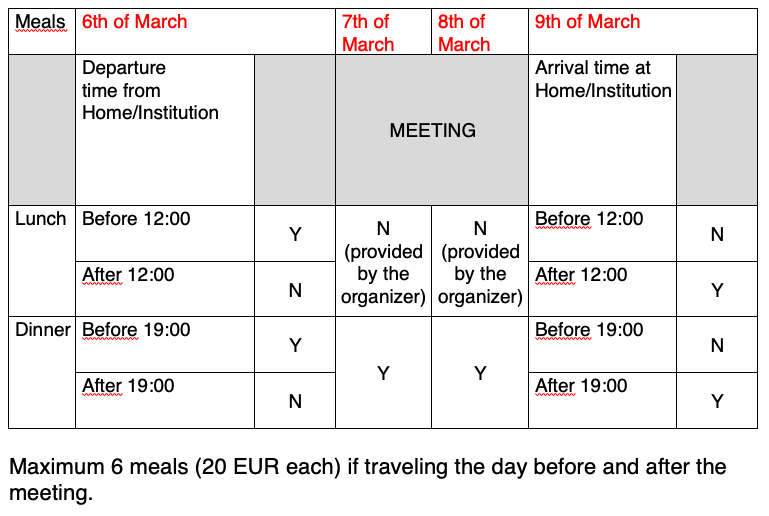 Meals 6th of March 7th of March 8th of March 9th of March
Departure time from Home/Institution MEETING Arrival time at Home/Institution
Lunch Before 12:00 Y N (provided by the organizer) N (provided by the organizer) Before 12:00 N
After 12:00 N After 12:00 Y
Dinner Before 19:00 Y Y Y Before 19:00 N
After 19:00 N After 19:00 Y
Maximum 6 meals (20 EUR each) if traveling the day before and after the
meeting.